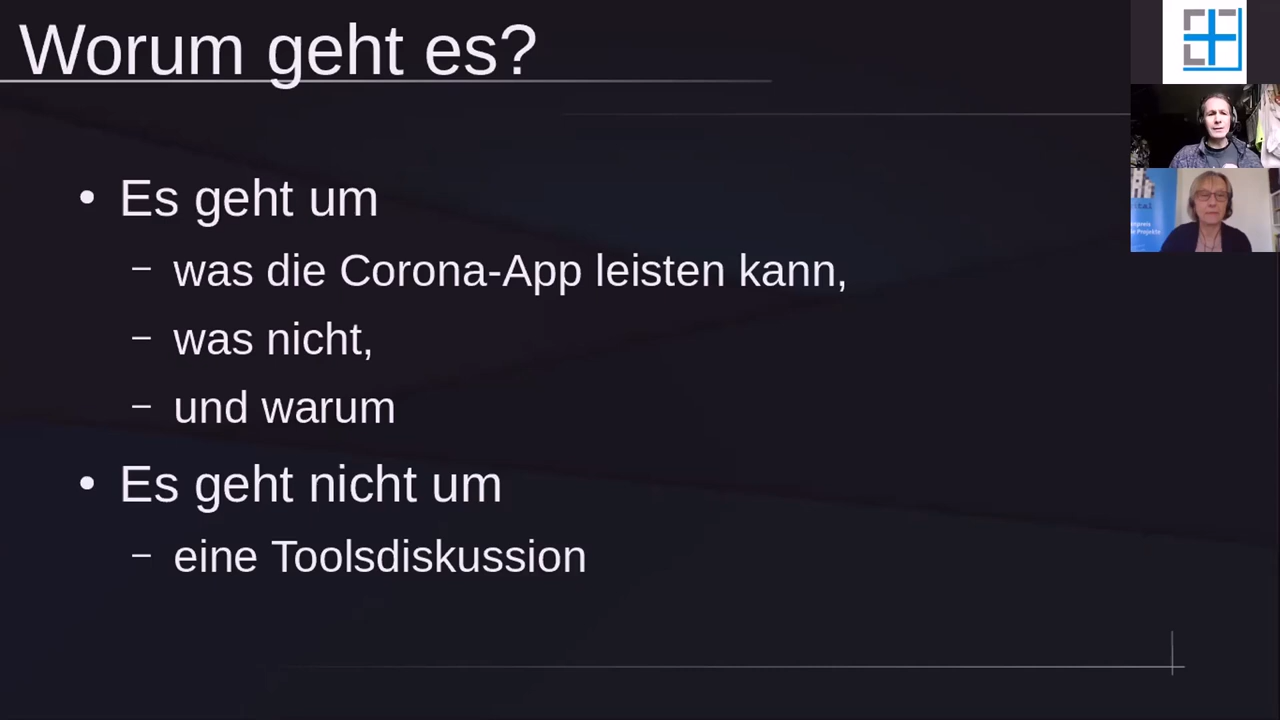 Worum geht es?
• Es geht um
– was die Corona-App leisten kann,
– was nicht,
– und warum
• Es geht nicht um
– eine Toolsdiskussion